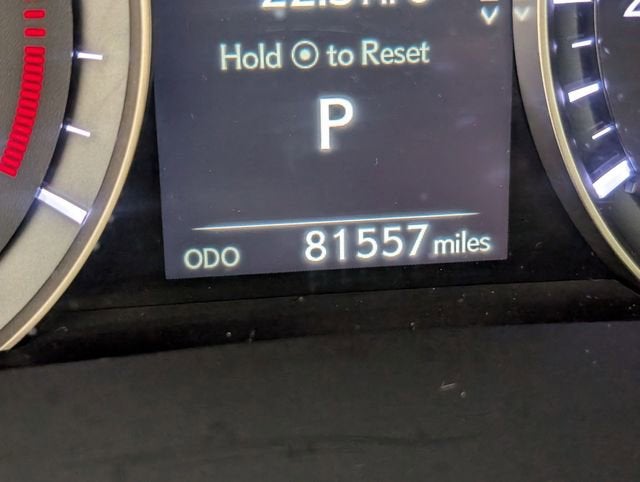 Hold ⊙ to Reset
P
ODO 81557 miles